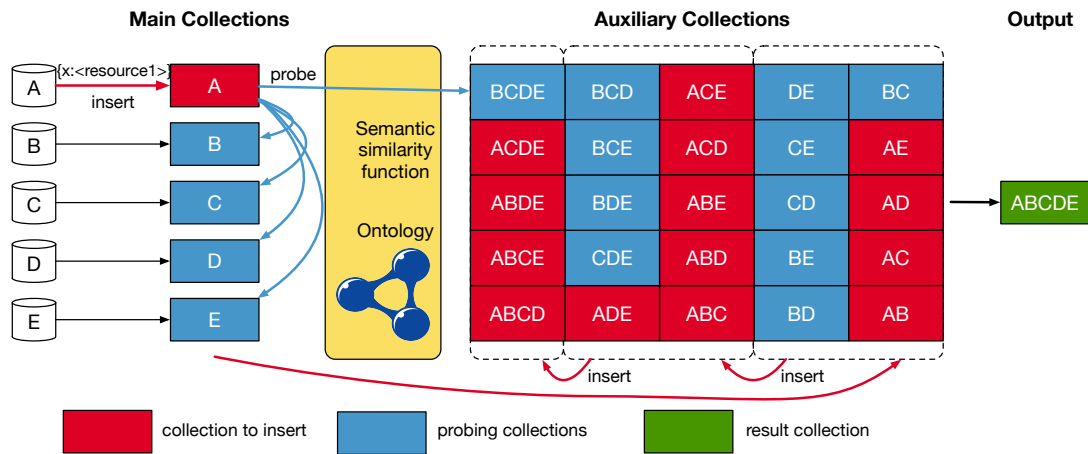 Main Collections
Auxiliary Collections
Output
{x:<resource1>}
A
insert
A
probe
B
B
C
C
D
D
E
E
Semantic
similarity
function
Ontology
BCDE BCD ACE DE BC
ACDE BCE ACD CE AE
ABDE BDE ABE CD AD
ABCE CDE ABD BE AC
ABCD ADE ABC BD AB
ABCDE
insert
insert
collection to insert
probing collections
result collection